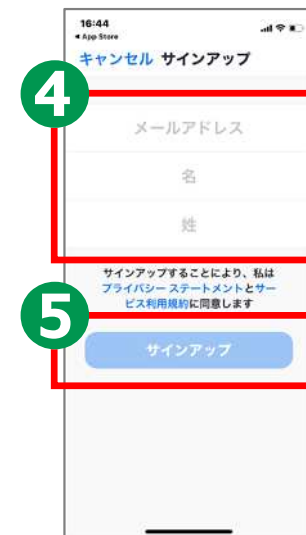 16:44
◀ App Store
キャンセル サインアップ
4
メールアドレス
名
姓
サインアップすることにより、私は
プライバシー ステートメントとサー
ビス利用規約に同意します
5
サインアップ